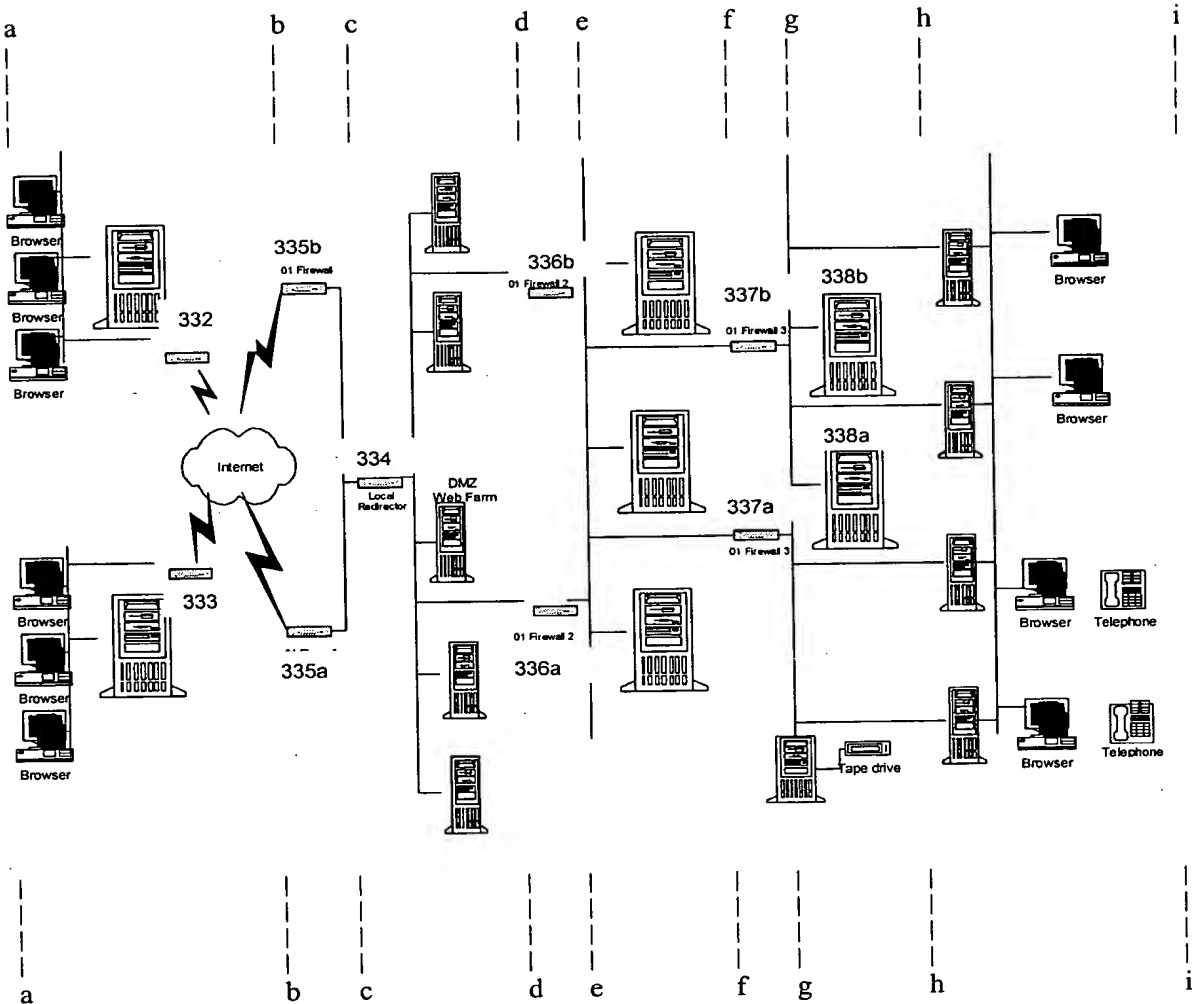 a
b
c
d
e
f
g
h
i
Browser
Browser
Browser
332
335b
01 Firewall
336b
01 Firewall 2
337b
01 Firewall 3
338b
Browser
Browser
Internet
334
Local
Redirector
DMZ
Web Farm
338a
337a
01 Firewall 3
333
Browser
Browser
Browser
335a
01 Firewall 2
336a
Browser
Telephone
Browser
Telephone
Tape drive
a
b
c
d
e
f
g
h
i